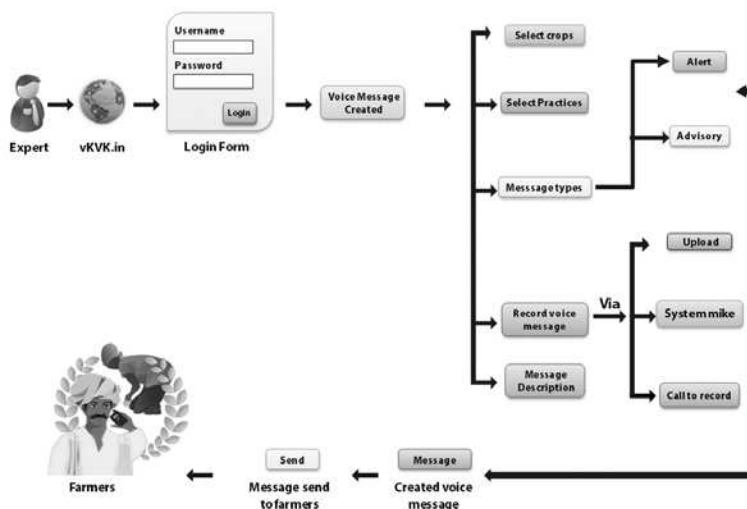 Username
Password
Login
Expert
vKVK.in
Login Form
Voice Message
Created
Select crops
Select Practices
Messsage types
Alert
Advisory
Record voice
message
Via
Upload
System mike
Call to record
Message
Description
Farmers
Send
Message send
to farmers
Message
Created voice
message